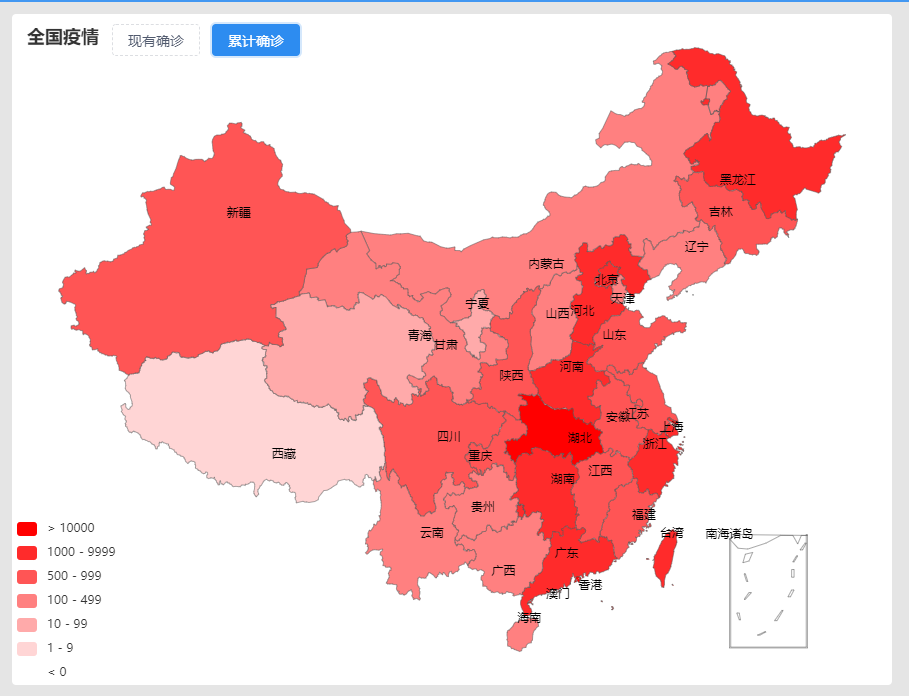 全国疫情
现有确诊
累计确诊
黑龙江
新疆
吉林
辽宁
内蒙古
北京
天津
宁夏
山西
河北
青海
甘肃
山东
河南
陕西
安徽
江苏
上海
四川
湖北
浙江
重庆
西藏
江西
湖南
贵州
福建
云南
台湾
南海诸岛
广东
广西
香港
澳门
海南
> 10000
1000 - 9999
500 - 999
100 - 499
10 - 99
1 - 9
< 0